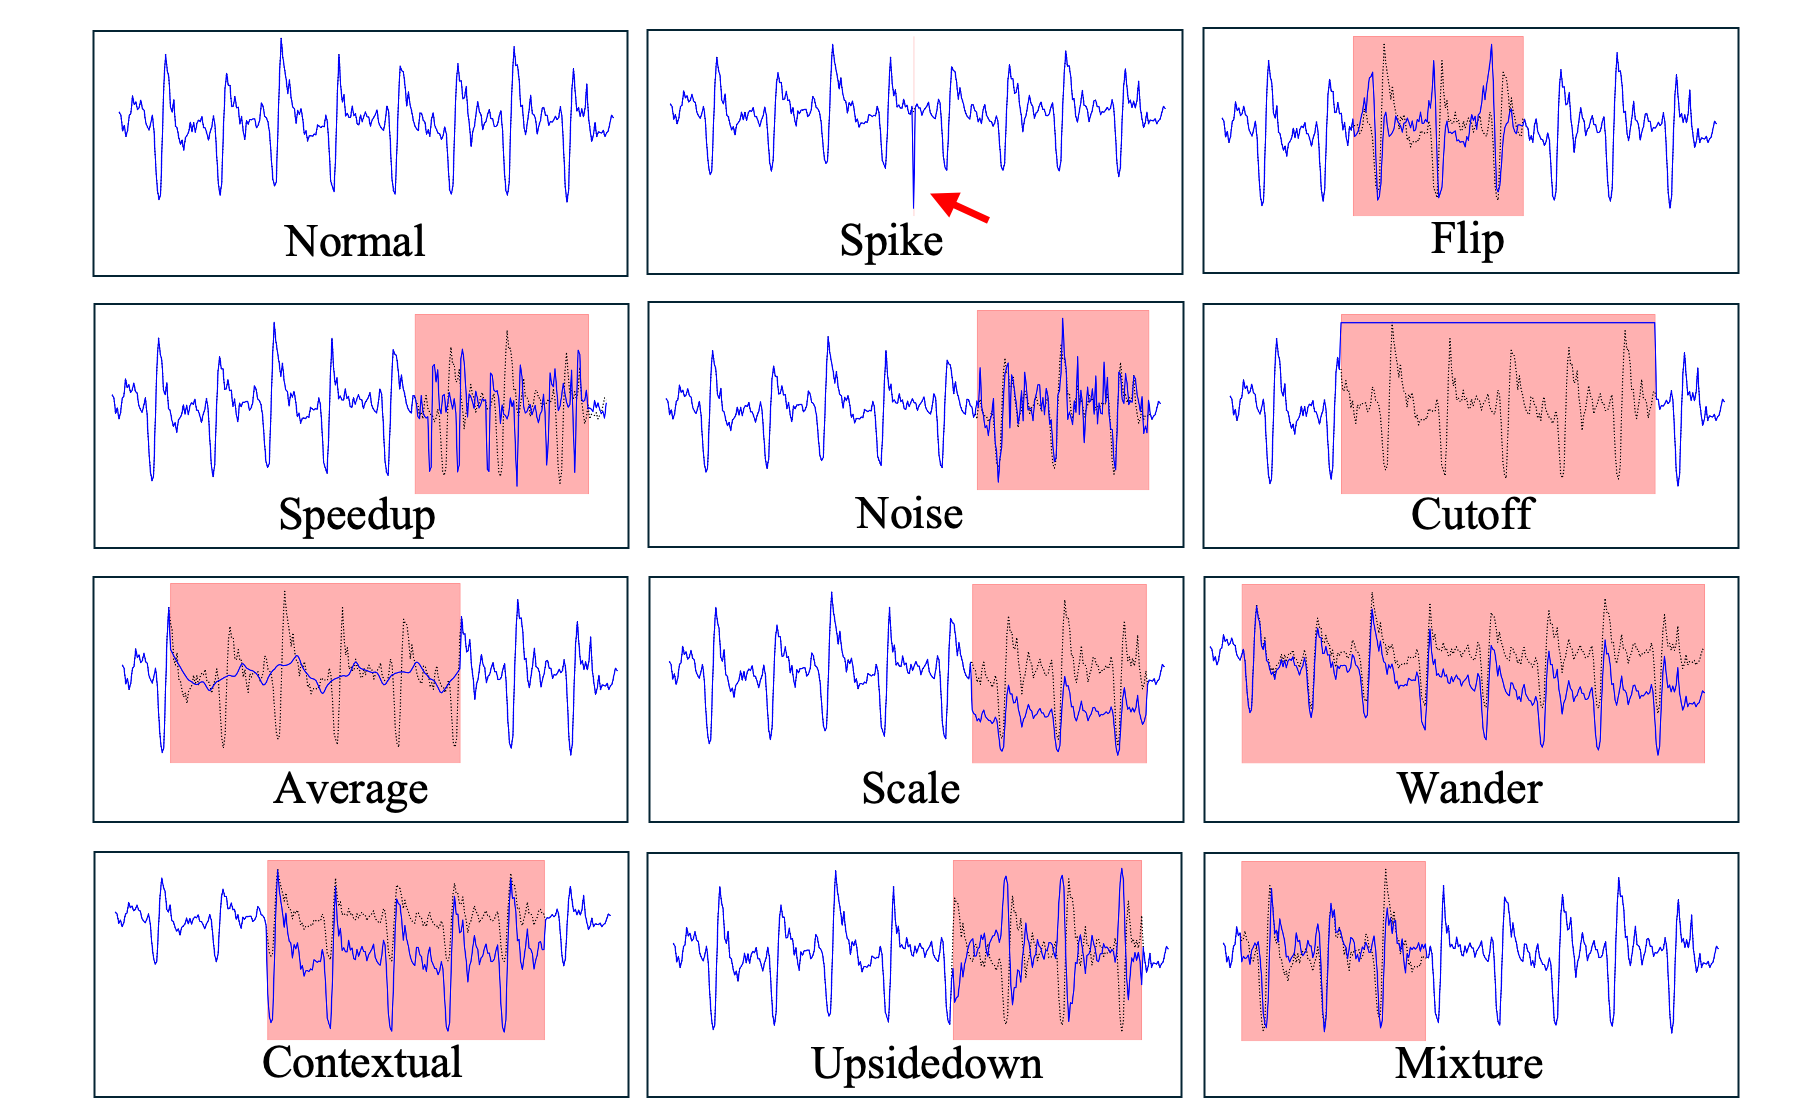 Normal
Spike
Flip
Speedup
Noise
Cutoff
Average
Scale
Wander
Contextual
Upsidedown
Mixture